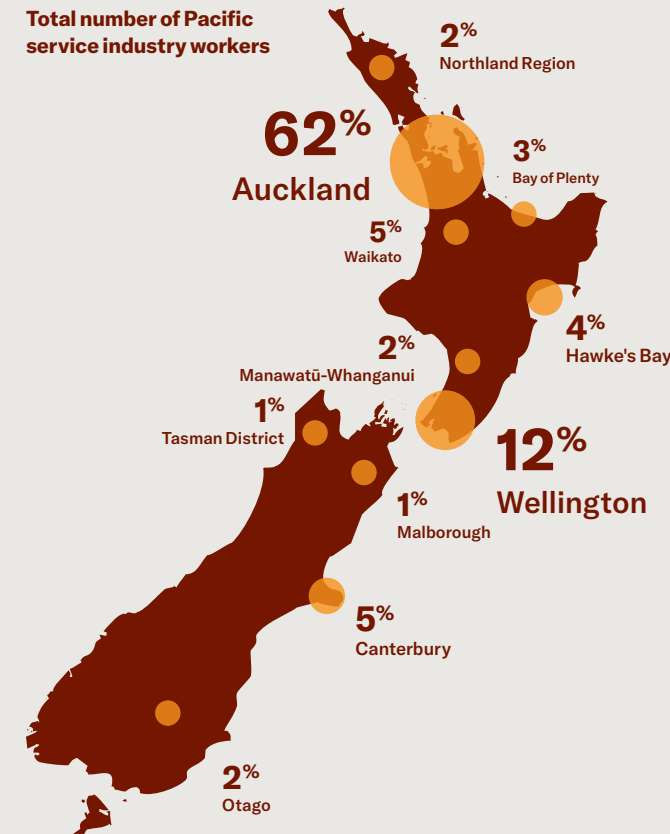 Total number of Pacific
service industry workers
2%
Northland Region
62%
Auckland
3%
Bay of Plenty
5%
Waikato
4%
Hawke's Bay
2%
Manawatū-Whanganui
1%
Tasman District
12%
Wellington
1%
Malborough
5%
Canterbury
2%
Otago